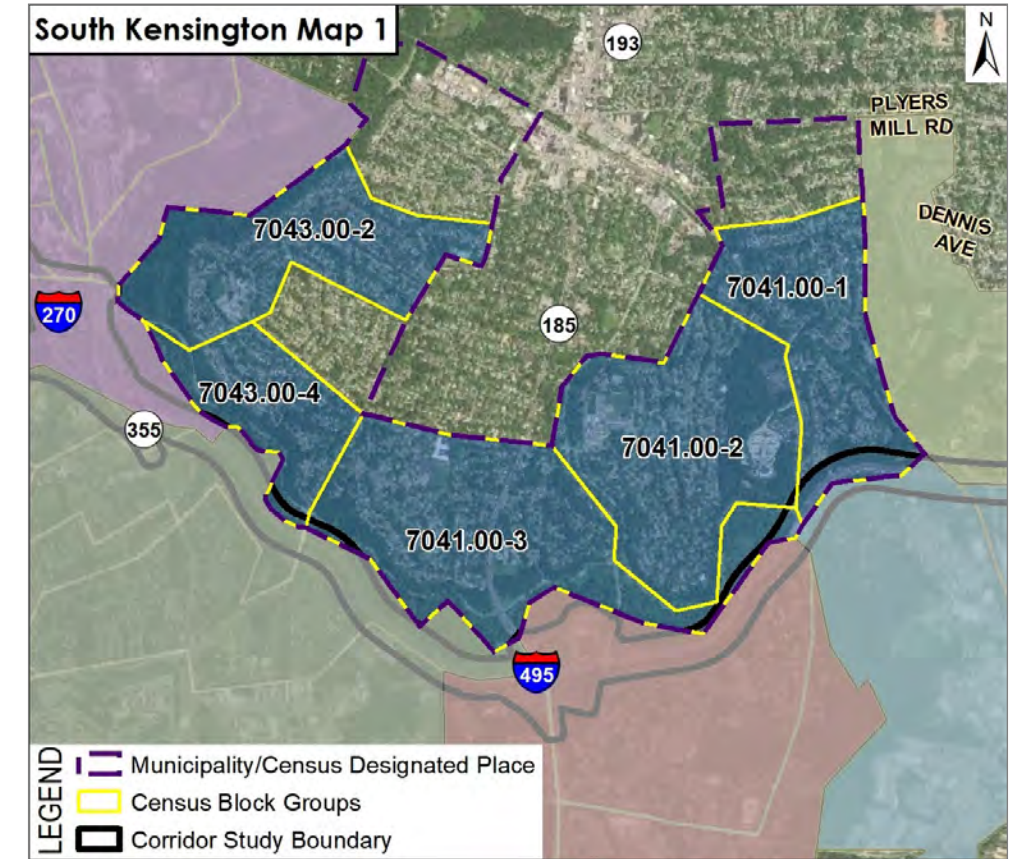 South Kensington Map 1
N
193
PLYERS
MILL RD
DENNIS
AVE
7043.00-2
7041.00-1
270
185
7043.00-4
355
7041.00-2
7041.00-3
495
LEGEND
Municipality/Census Designated Place
Census Block Groups
Corridor Study Boundary